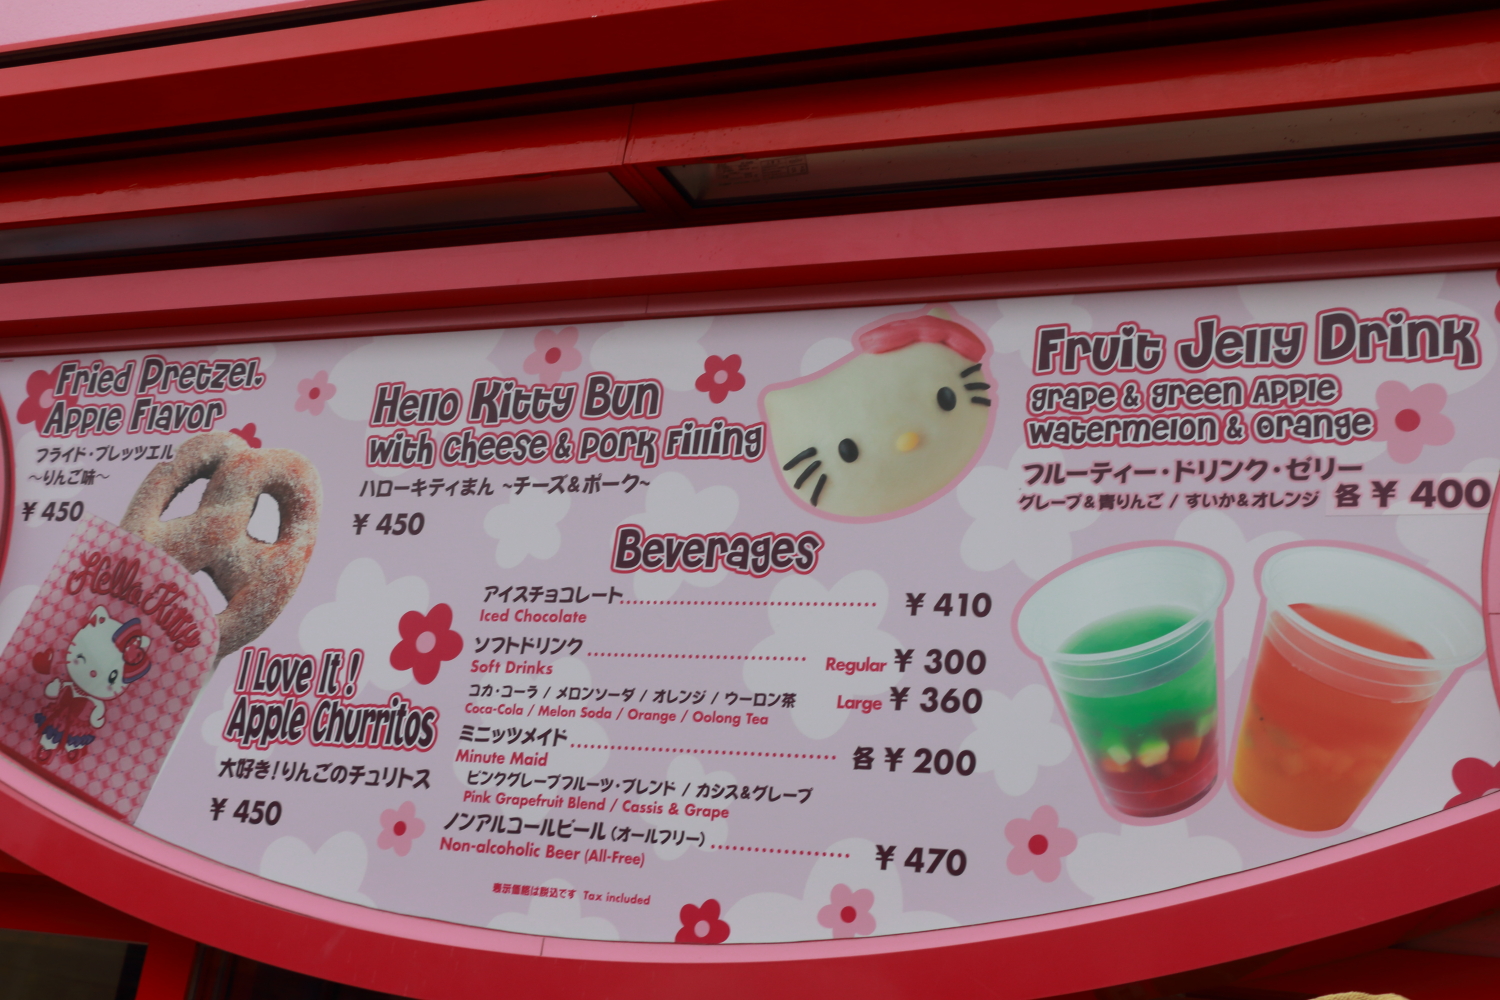 Fried Pretzel,
Apple Flavor
フライド・プレッツエル
～りんご味～
¥ 450
Hello Kitty
I Love It !
Apple Churritos
大好き!りんごのチュリトス
¥ 450
Hello Kitty Bun
with cheese & pork filling
ハローキティまん ~チーズ&ポーク~
¥ 450
Beverages
アイスチョコレート ¥ 410
Iced Chocolate
ソフトドリンク Regular ¥ 300
Soft Drinks
コカ・コーラ / メロンソーダ / オレンジ / ウーロン茶 Large ¥ 360
Coca-Cola / Melon Soda / Orange / Oolong Tea
ミニッツメイド 各 ¥ 200
Minute Maid
ピンクグレープフルーツ・ブレンド / カシス&グレープ
Pink Grapefruit Blend / Cassis & Grape
ノンアルコールビール (オールフリー) ¥ 470
Non-alcoholic Beer (All-Free)
表示価格は税込です Tax included
Fruit Jelly Drink
grape & green apple
watermelon & orange
フルーティー・ドリンク・ゼリー
グレープ&青りんご / すいか&オレンジ 各 ¥ 400